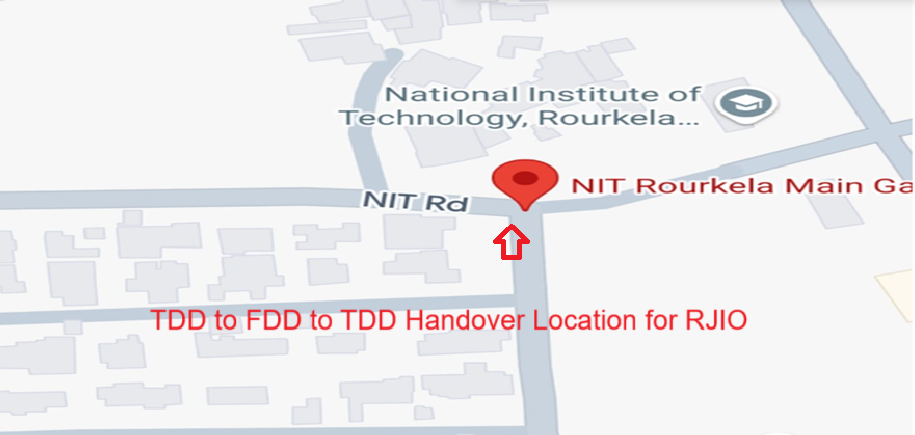 National Institute of
Technology, Rourkela...
NIT Rd
NIT Rourkela Main Ga
TDD to FDD to TDD Handover Location for RJIO